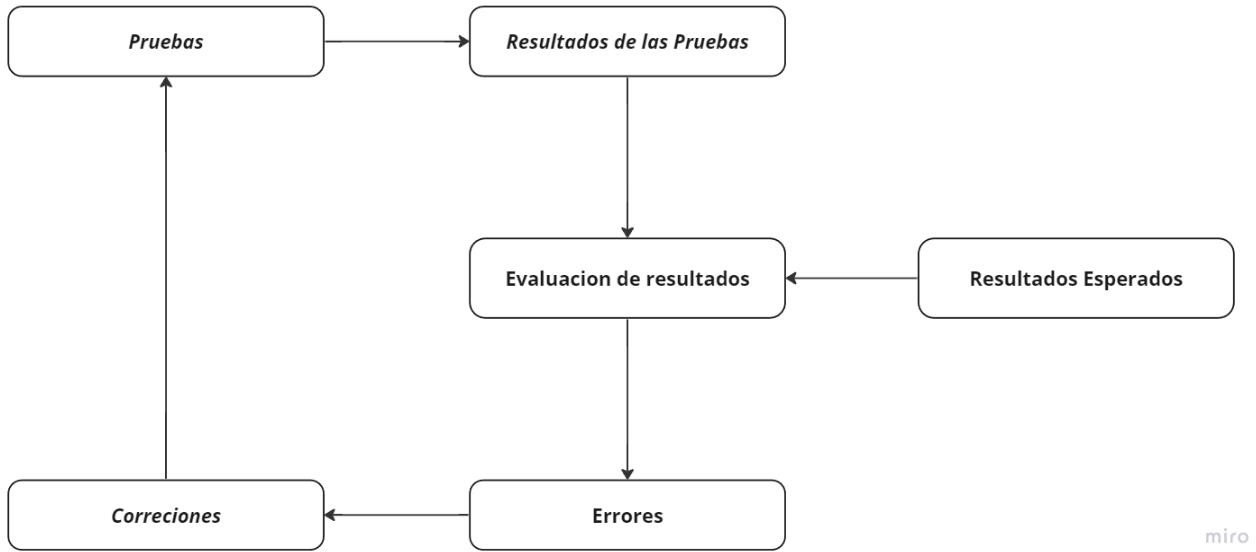 Pruebas
Resultados de las Pruebas
Evaluacion de resultados
Resultados Esperados
Correciones
Errores
miro